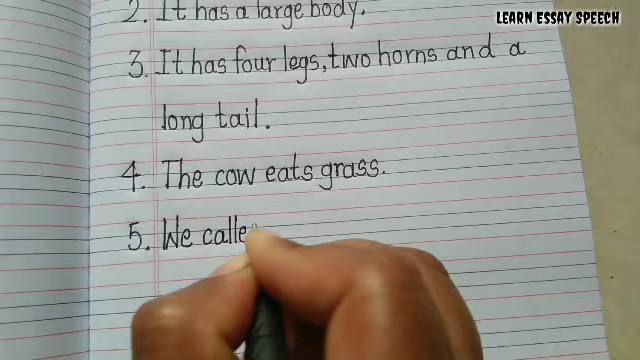 LEARN ESSAY SPEECH
2. It has a large body.
3. It has four legs, two horns and a
long tail.
4. The cow eats grass.
5. We calle